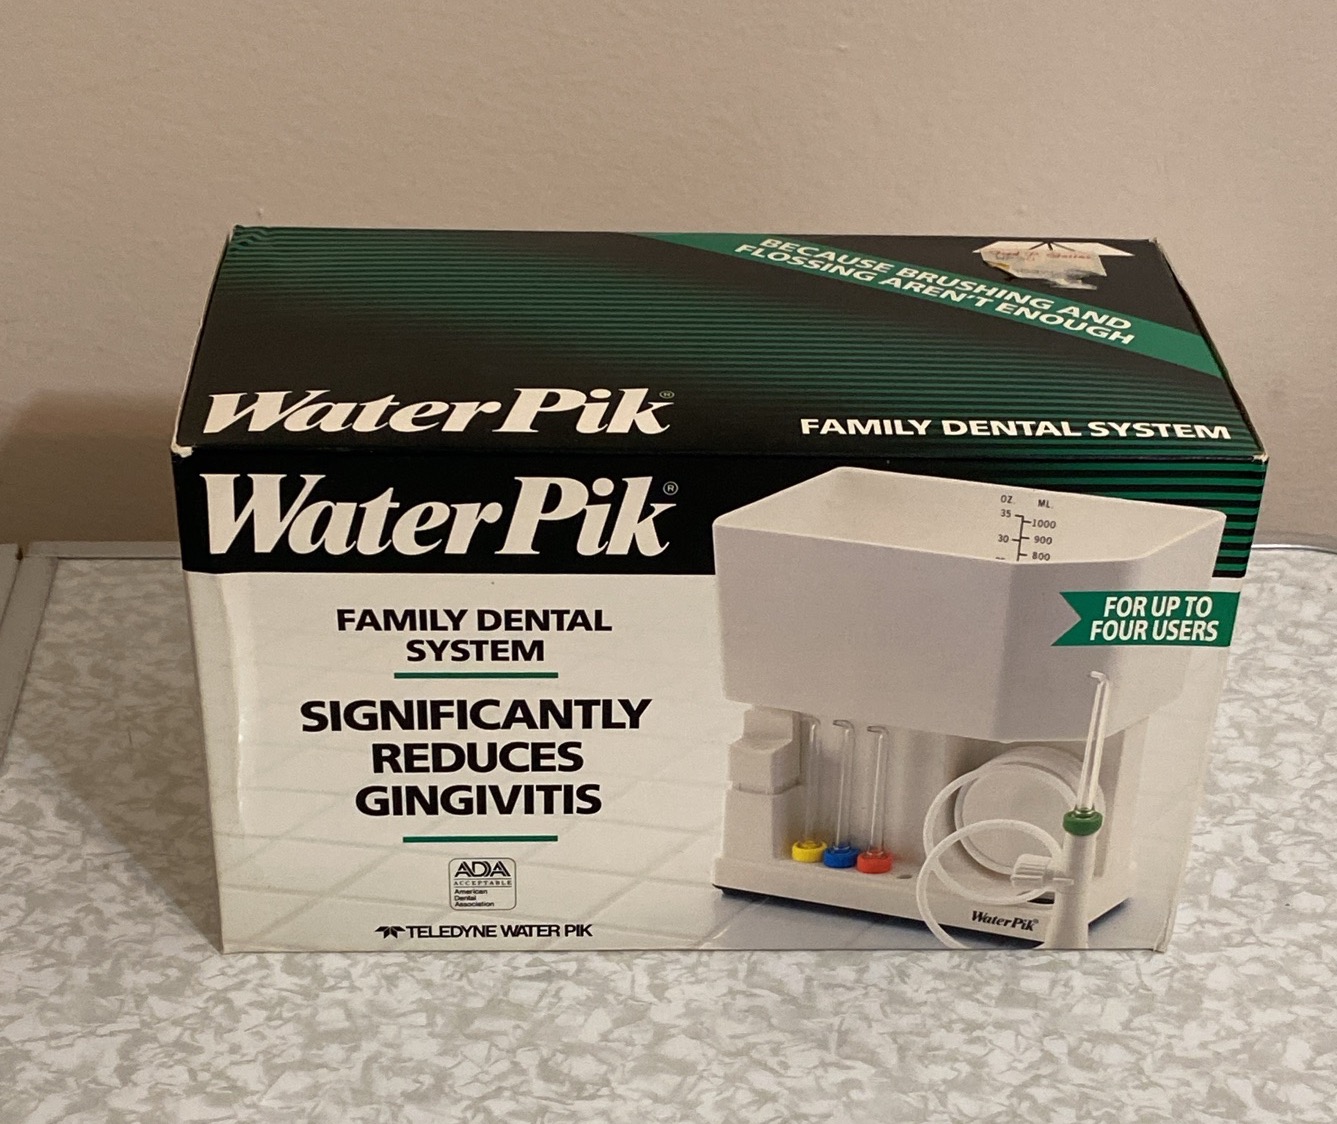 BECAUSE BRUSHING AND
FLOSSING AREN'T ENOUGH
WaterPik®
FAMILY DENTAL SYSTEM
WaterPik®
FAMILY DENTAL
SYSTEM
SIGNIFICANTLY
REDUCES
GINGIVITIS
ADA
ACCEPTABLE
American
Dental
Association
TELEDYNE WATER PIK
OZ. ML.
35 1000
30 900
800
FOR UP TO
FOUR USERS
WaterPik®